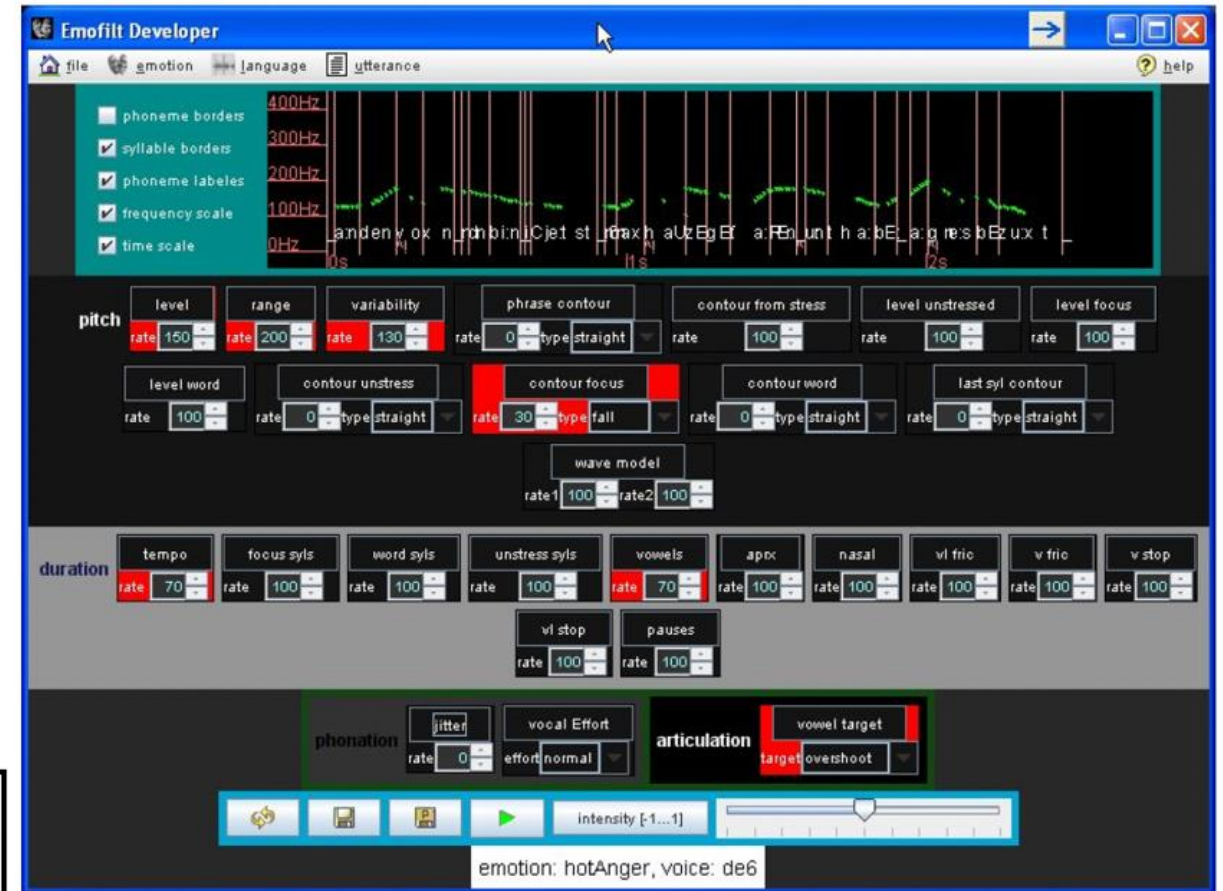 Emofilt Developer
file emotion language utterance help
phoneme borders
syllable borders
phoneme labeles
frequency scale
time scale
400Hz
300Hz
200Hz
100Hz
0Hz
0s 1s 2s
pitch
level range variability phrase contour contour from stress level unstressed level focus
rate 150 rate 200 rate 130 rate 0 type straight rate 100 rate 100 rate 100
level word contour unstress contour focus contour word last syl contour
rate 100 rate 0 type straight rate 30 type fall rate 0 type straight rate 0 type straight
wave model
rate1 100 rate2 100
duration
tempo focus syls word syls unstress syls vowels aprx nasal vl fric v fric v stop
rate 70 rate 100 rate 100 rate 100 rate 70 rate 100 rate 100 rate 100 rate 100 rate 100
vl stop pauses
rate 100 rate 100
phonation
jitter vocal Effort
rate 0 effort normal
articulation
vowel target
target overshoot
intensity [-1...1]
emotion: hotAnger, voice: de6